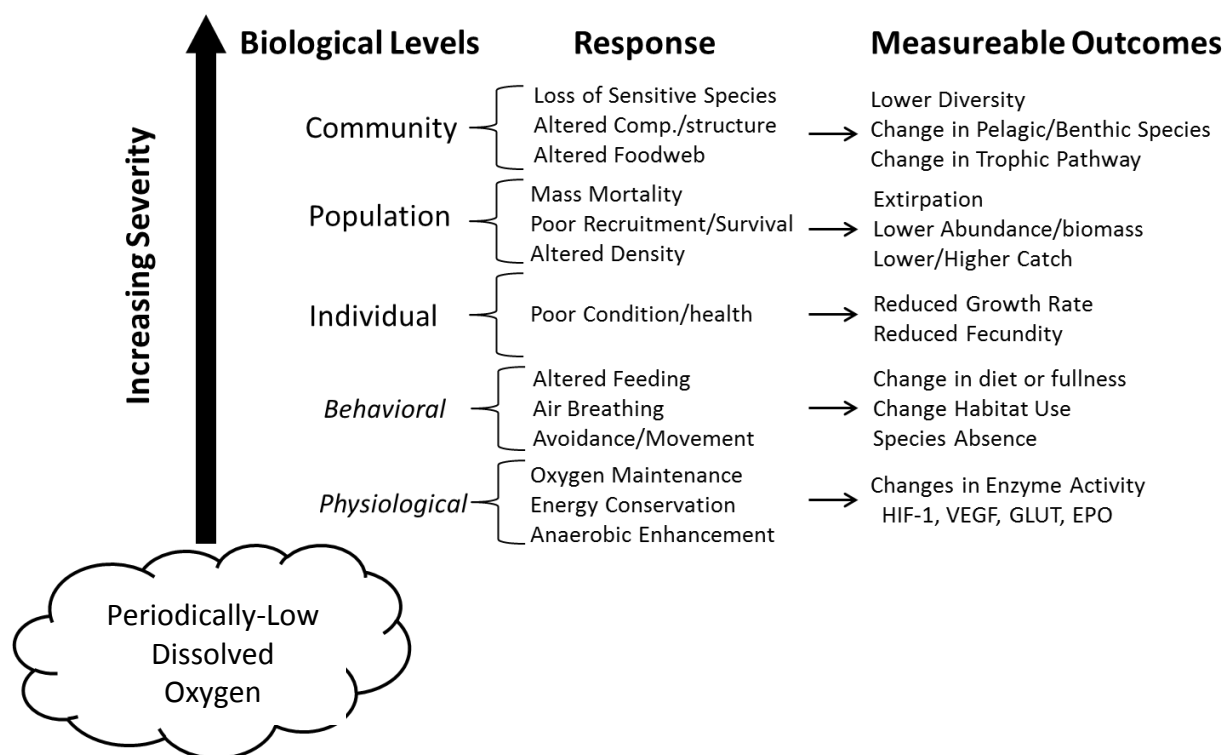 Biological Levels
Response
Measureable Outcomes
Increasing Severity
Community
Loss of Sensitive Species
Altered Comp./structure
Altered Foodweb
Lower Diversity
Change in Pelagic/Benthic Species
Change in Trophic Pathway
Population
Mass Mortality
Poor Recruitment/Survival
Altered Density
Extirpation
Lower Abundance/biomass
Lower/Higher Catch
Individual
Poor Condition/health
Reduced Growth Rate
Reduced Fecundity
Behavioral
Altered Feeding
Air Breathing
Avoidance/Movement
Change in diet or fullness
Change Habitat Use
Species Absence
Physiological
Oxygen Maintenance
Energy Conservation
Anaerobic Enhancement
Changes in Enzyme Activity
HIF-1, VEGF, GLUT, EPO
Periodically-Low
Dissolved
Oxygen